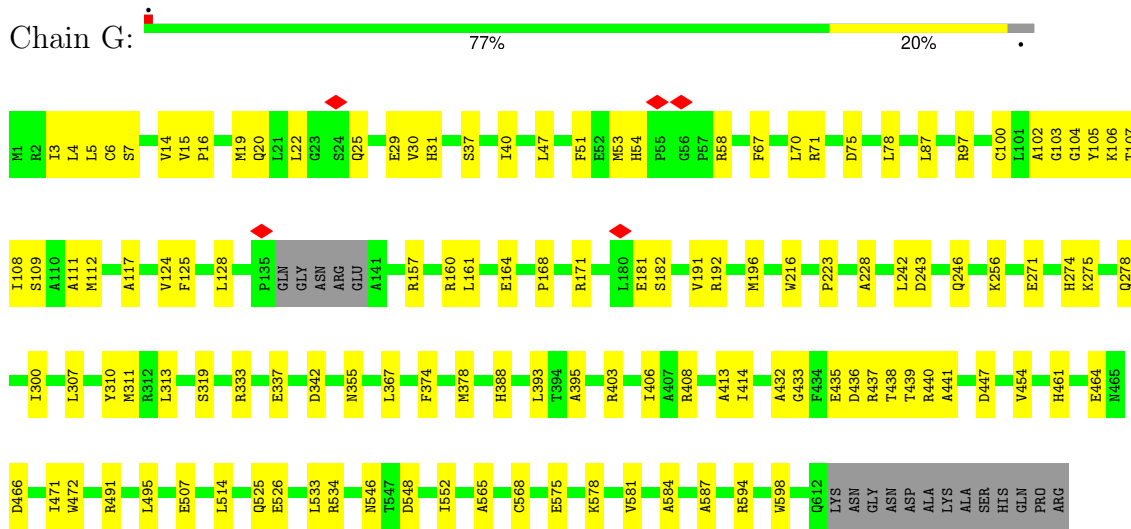 Chain G:
77% 20%
M1 R2 I3 L4 L5 C6 S7 V14 V15 P16 M19 Q20 L21 L22 G23 S24 Q25 E29 V30 H31 S37 I40 L47 F51 E52 M53 H54 P55 G56 P57 R58 F67 L70 R71 D75 L78 L87 R97 C100 L101 A102 G103 G104 Y105 K106 T107
I108 S109 A110 A111 M112 A117 V124 F125 L128 P135 GLN GLY ASN ARG GLU A141 R157 R160 L161 E164 P168 R171 L180 E181 S182 V191 R192 M196 W216 P223 A228 L242 D243 Q246 K256 E271 H274 K275 Q278
I300 L307 Y310 M311 R312 L313 S319 R333 E337 D342 N355 L367 F374 M378 H388 L393 T394 A395 R403 I406 A407 R408 A413 I414 A432 G433 F434 E435 D436 R437 T438 T439 R440 A441 D447 V454 H461 E464 N465
D466 I471 W472 R491 L495 E507 L514 Q525 E526 L533 R534 N546 T547 D548 I552 A565 C568 E575 K578 V581 A584 A587 R594 W598 Q612 LYS ASN GLY ASN ASP ALA LYS ALA SER HIS GLN PRO ARG